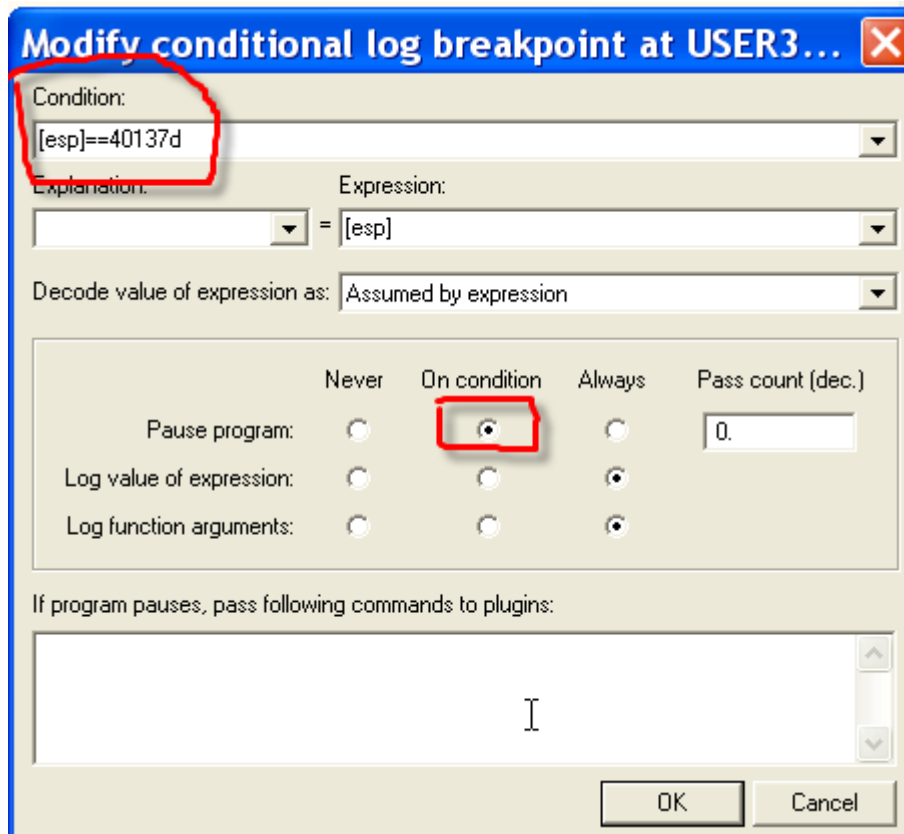 Modify conditional log breakpoint at USER3...
Condition:
[esp]==40137d
Explanation: Expression:
= [esp]
Decode value of expression as: Assumed by expression
Never On condition Always Pass count (dec.)
Pause program: 0.
Log value of expression:
Log function arguments:
If program pauses, pass following commands to plugins:
OK Cancel